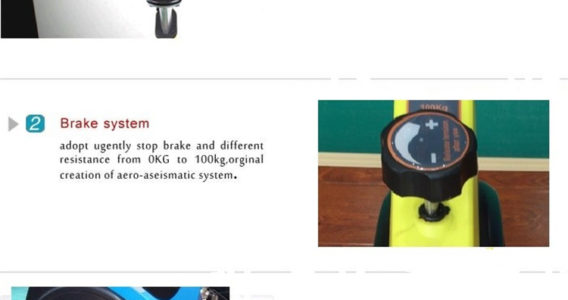 2 Brake system
adopt ugently stop brake and different
resistance from 0KG to 100kg,orginal
creation of aero-aseismatic system.
100KG
+
-